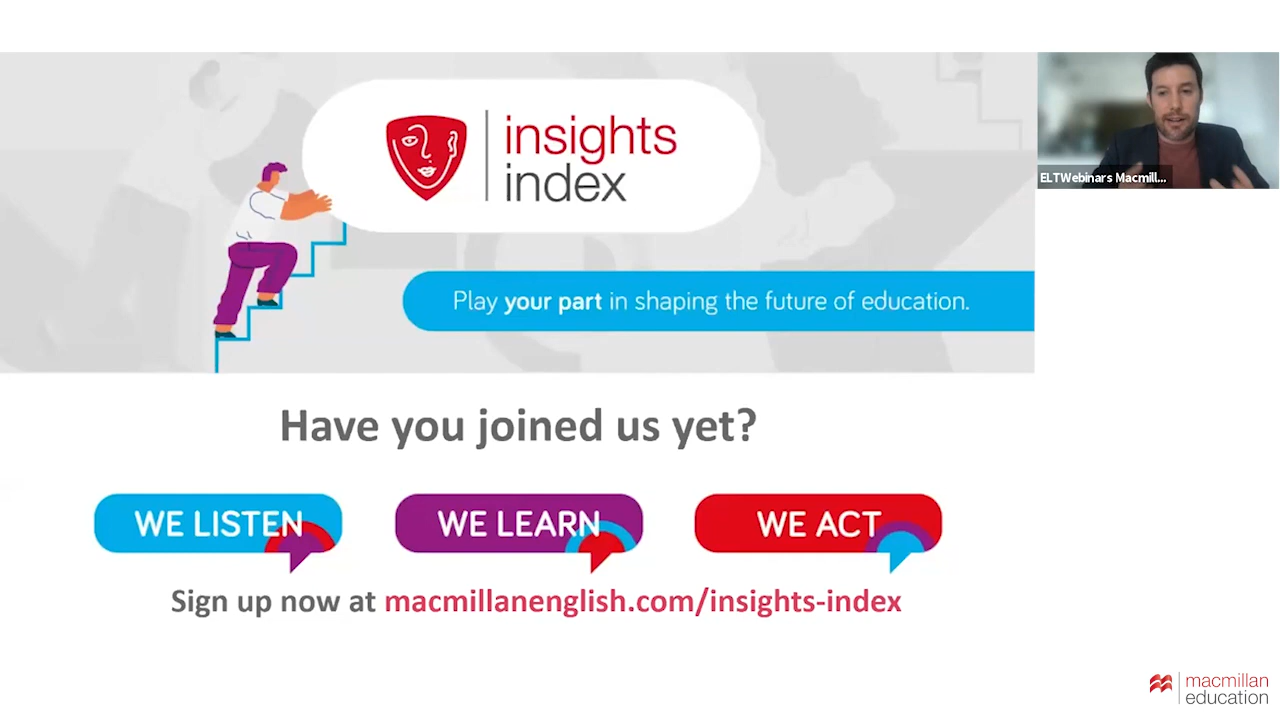 insights
index
ELTWebinars Macmill...
Play your part in shaping the future of education.
Have you joined us yet?
WE LISTEN
WE LEARN
WE ACT
Sign up now at macmillanenglish.com/insights-index
macmillan
education